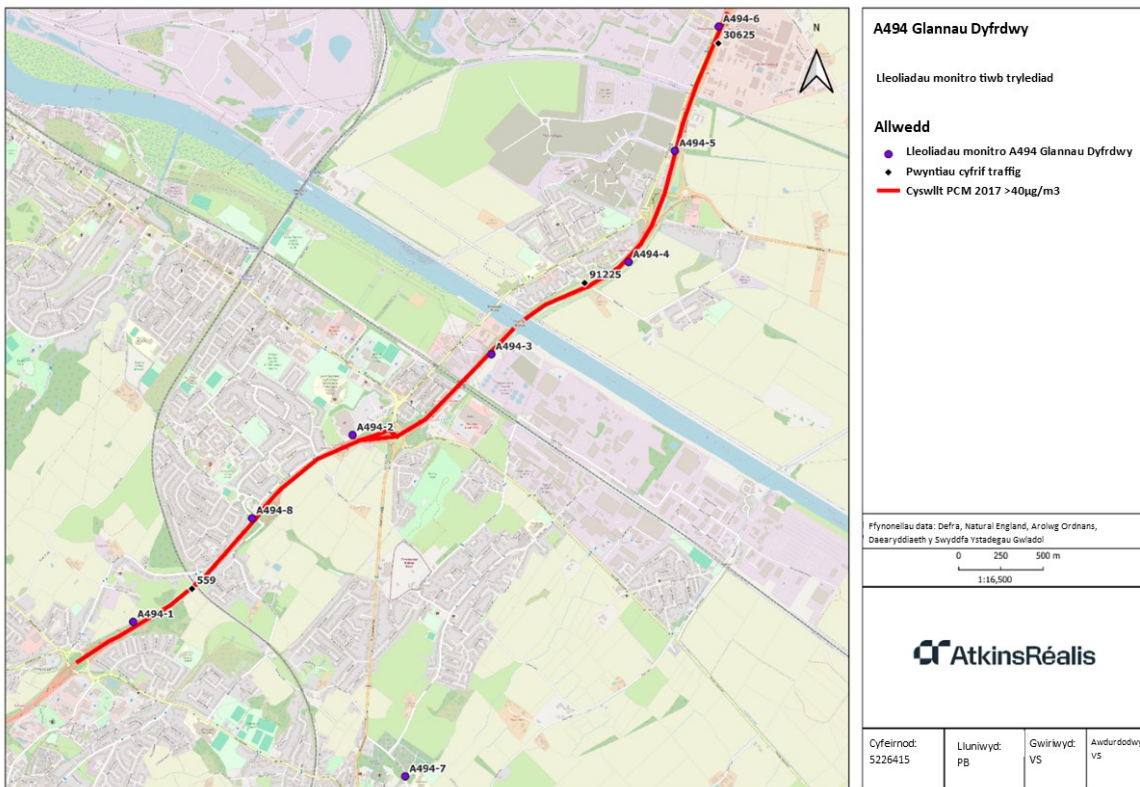 A494-6
30625
N
A494-5
A494-4
91225
A494-3
A494-2
A494-8
559
A494-1
A494-7
A494 Glannau Dyfrdwy
Lleoliadau monitro tiwb trylediad
Allwedd
Lleoliadau monitro A494 Glannau Dyfrdwy
Pwyntiau cyfrif traffig
Cyswllt PCM 2017 >40µg/m3
Ffynonellau data: Defra, Natural England, Arolwg Ordnans,
Daearyddiaeth y Swyddfa Ystadegau Gwladol
0 250 500 m
1:16,500
AtkinsRéalis
Cyfeirnod:
5226415
Lluniwyd:
PB
Gwiriwyd:
VS
Awdurdodwy
VS